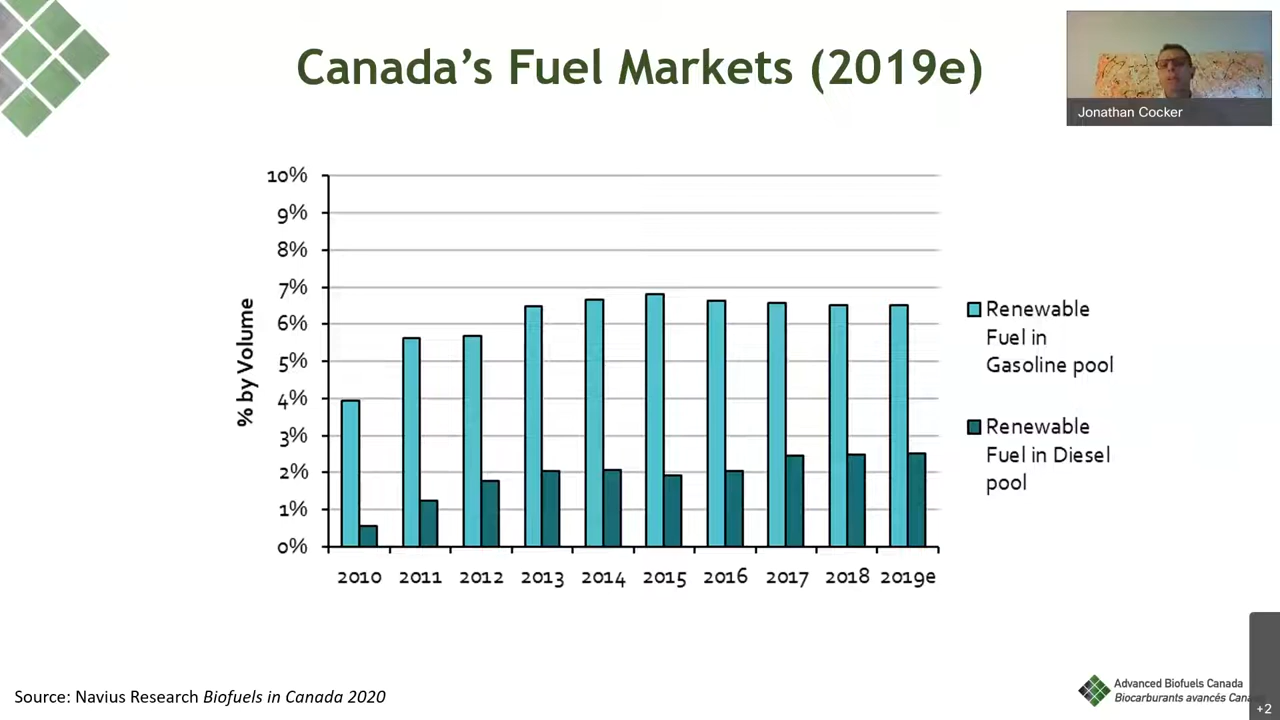 Canada's Fuel Markets (2019e)
Jonathan Cocker
10%
9%
8%
7%
6%
5%
4%
3%
2%
1%
0%
% by Volume
2010 2011 2012 2013 2014 2015 2016 2017 2018 2019e
Renewable
Fuel in
Gasoline pool
Renewable
Fuel in Diesel
pool
Source: Navius Research Biofuels in Canada 2020
Advanced Biofuels Canada
Biocarburants avancés
+2